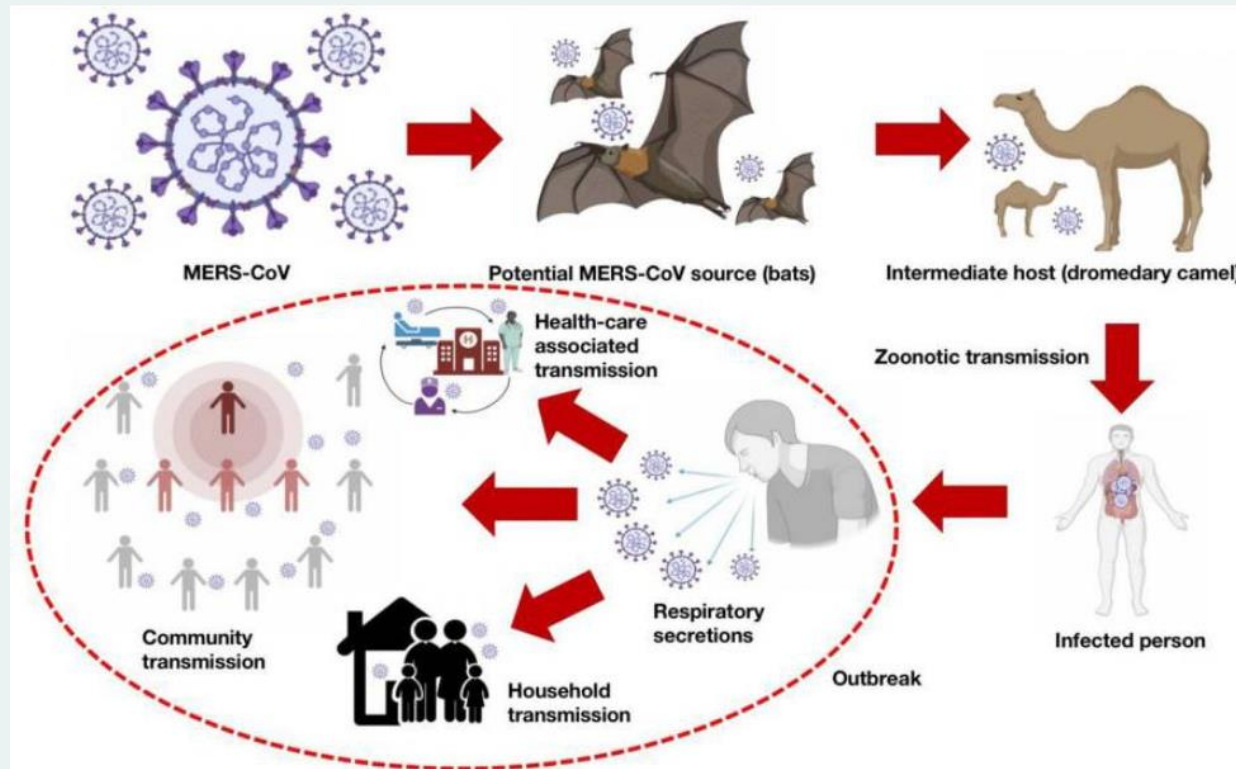 MERS-CoV
Potential MERS-CoV source (bats)
Intermediate host (dromedary camel)
Zoonotic transmission
Infected person
Outbreak
Respiratory
secretions
Health-care
associated
transmission
H
Community
transmission
Household
transmission